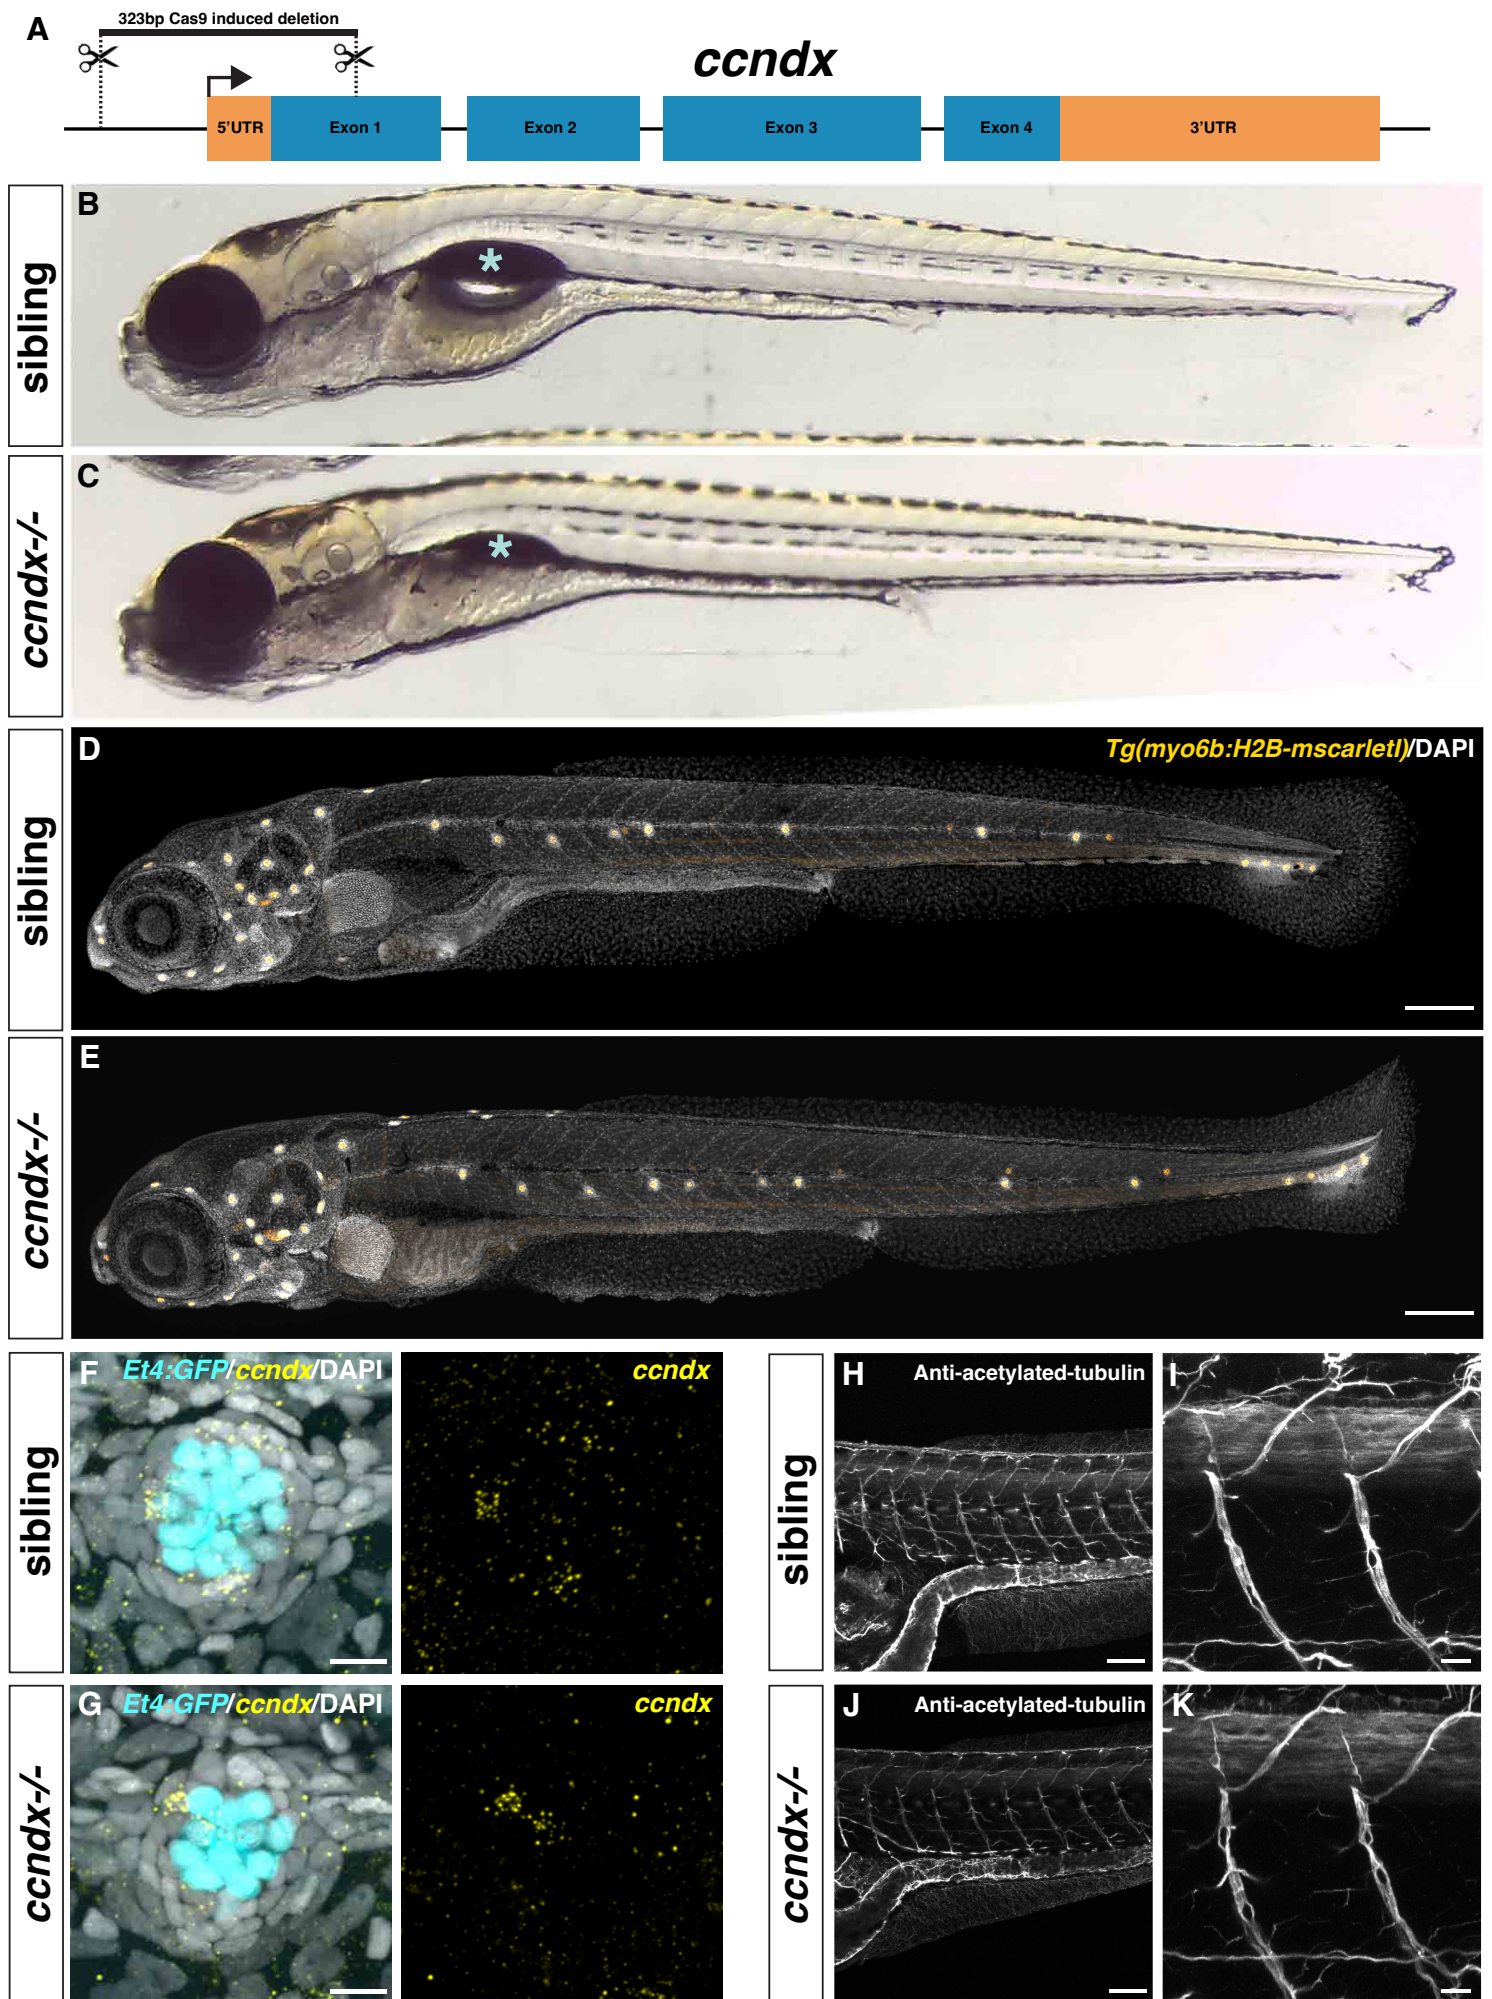 A
323bp Cas9 induced deletion
ccndx
5'UTR
Exon 1
Exon 2
Exon 3
Exon 4
3'UTR
sibling
B
*
ccndx-/-
C
*
sibling
D
Tg(myo6b:H2B-mscarletI)/DAPI
ccndx-/-
E
sibling
F
Et4:GFP/ccndx/DAPI
ccndx
sibling
H
Anti-acetylated-tubulin
I
ccndx-/-
G
Et4:GFP/ccndx/DAPI
ccndx
ccndx-/-
J
Anti-acetylated-tubulin
K